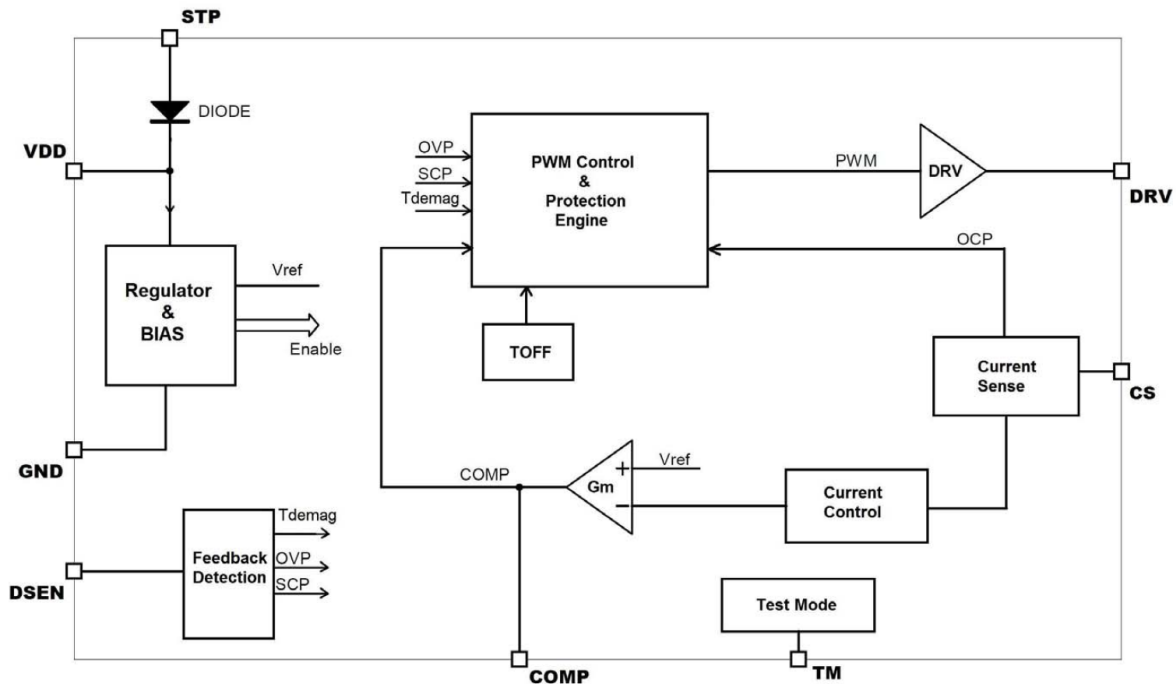 STP
DIODE
VDD
OVP
SCP
Tdemag
PWM Control
&
Protection
Engine
PWM
DRV
DRV
OCP
Vref
Regulator
&
BIAS
Enable
TOFF
Current
Sense
CS
GND
COMP
+
Gm
−
Vref
Current
Control
Tdemag
Feedback
Detection
OVP
SCP
DSEN
Test Mode
COMP
TM